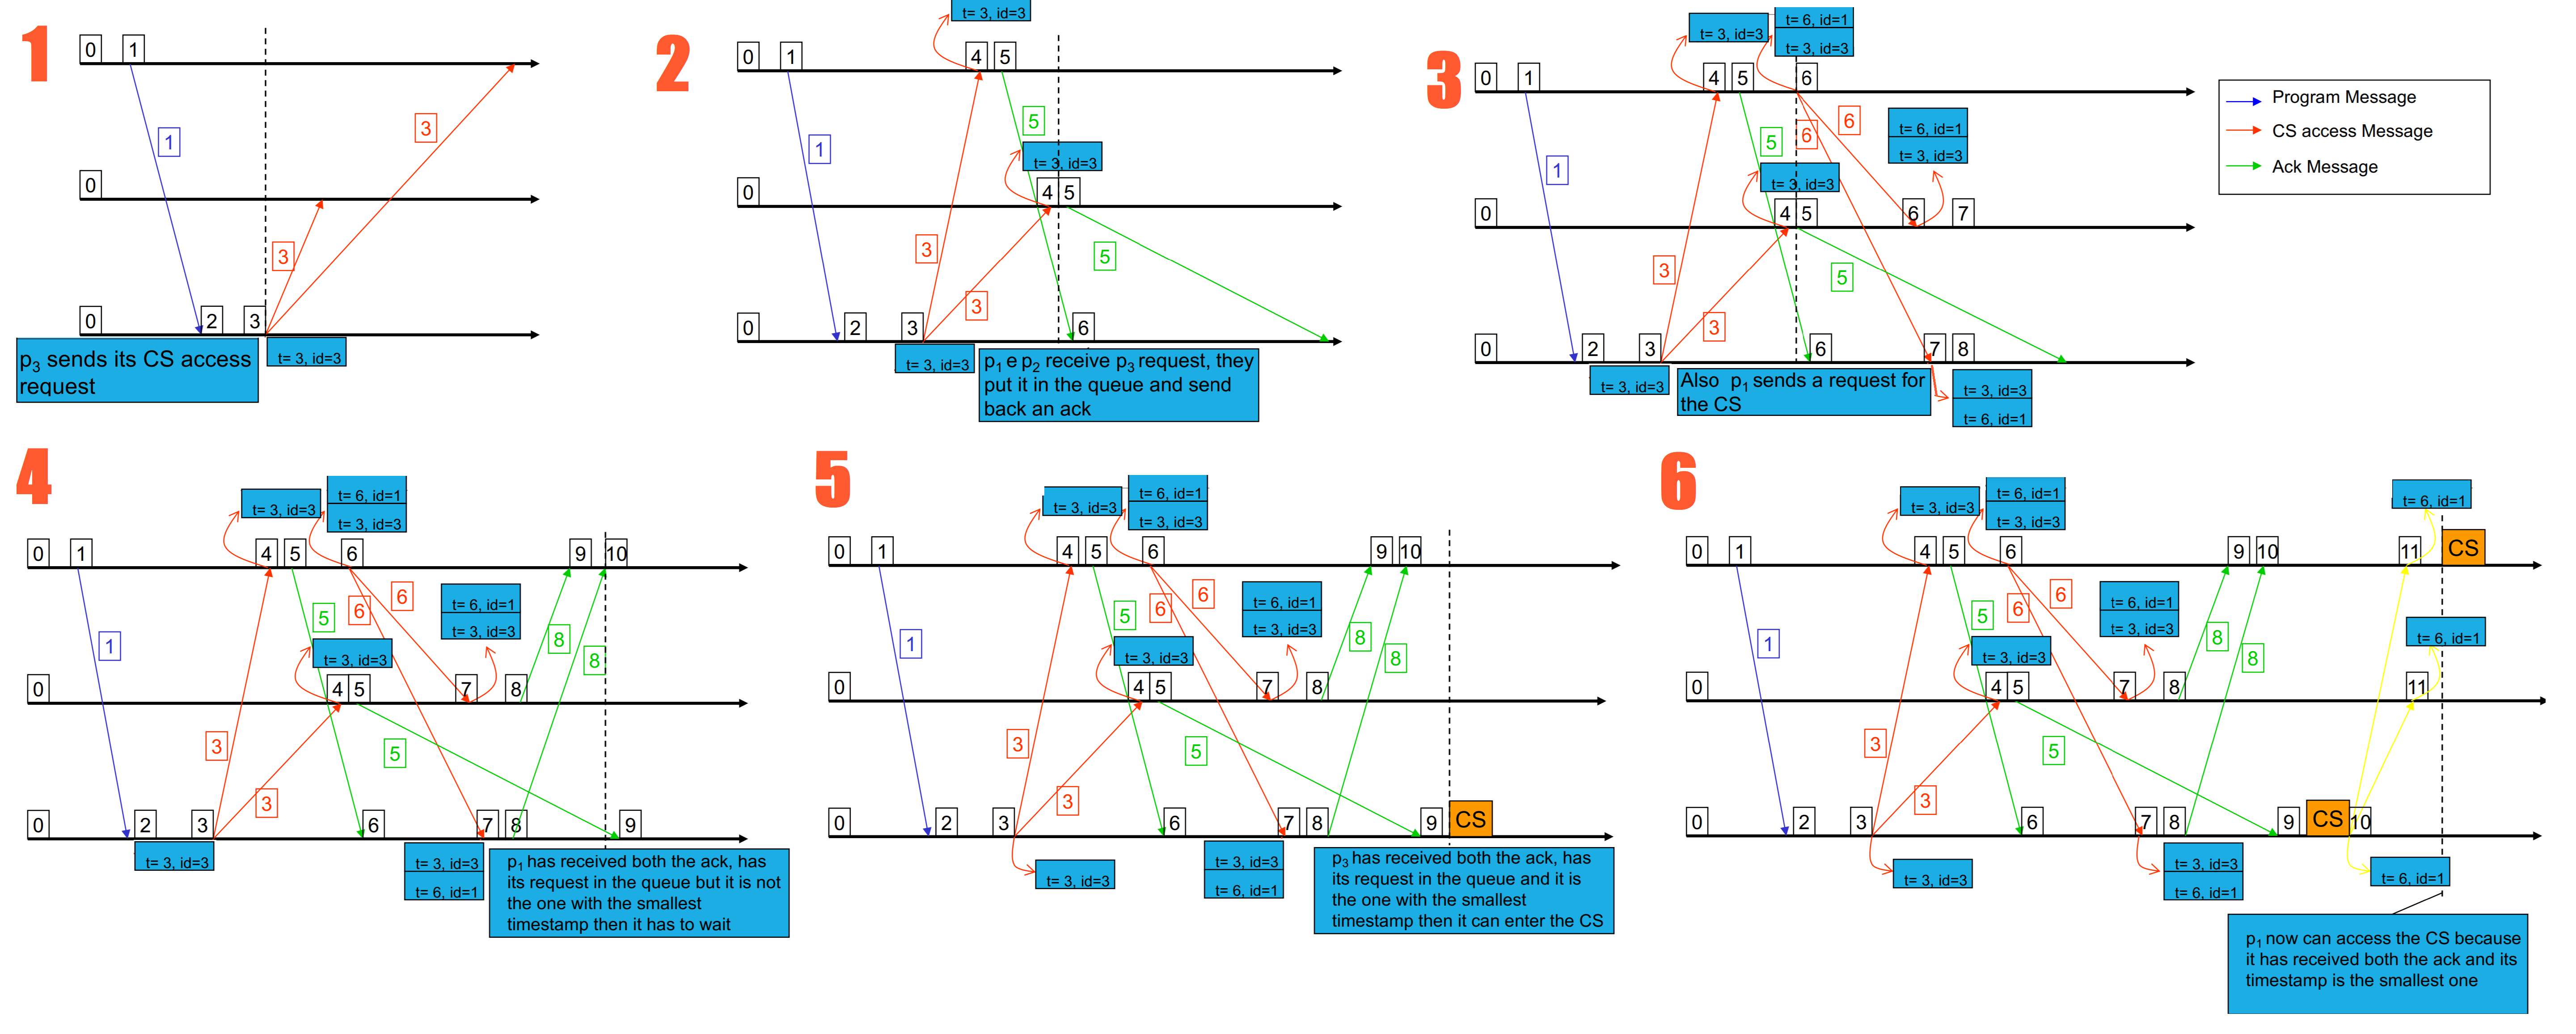 1
0 1
1
3
0
3
0 2 3
p3 sends its CS access
request
t= 3, id=3
2
t= 3, id=3
0 1 4 5
5
1
t= 3, id=3
0 4 5
3
5
3
0 2 3 6
t= 3, id=3
p1 e p2 receive p3 request, they
put it in the queue and send
back an ack
3
t= 3, id=3
t= 6, id=1
t= 3, id=3
0 1 4 5 6
6
6
5
t= 6, id=1
t= 3, id=3
1
t= 3, id=3
0 4 5 6 7
3
5
3
0 2 3 6 7 8
t= 3, id=3
Also p1 sends a request for
the CS
t= 3, id=3
t= 6, id=1
Program Message
CS access Message
Ack Message
4
t= 3, id=3
t= 6, id=1
t= 3, id=3
0 1 4 5 6 9 10
6
6
5
t= 6, id=1
t= 3, id=3
1
8
8
t= 3, id=3
0 4 5 7 8
3
5
3
0 2 3 6 7 8 9
t= 3, id=3
t= 3, id=3
t= 6, id=1
p1 has received both the ack, has
its request in the queue but it is not
the one with the smallest
timestamp then it has to wait
5
t= 3, id=3
t= 6, id=1
t= 3, id=3
0 1 4 5 6 9 10
6
6
5
t= 6, id=1
t= 3, id=3
1
8
8
t= 3, id=3
0 4 5 7 8
3
5
3
0 2 3 6 7 8 9 CS
t= 3, id=3
t= 3, id=3
t= 6, id=1
p3 has received both the ack, has
its request in the queue and it is
the one with the smallest
timestamp then it can enter the CS
6
t= 3, id=3
t= 6, id=1
t= 3, id=3
t= 6, id=1
0 1 4 5 6 9 10 11 CS
6
6
5
t= 6, id=1
t= 3, id=3
1
8
8
t= 3, id=3
t= 6, id=1
0 4 5 7 8 11
3
5
3
0 2 3 6 7 8 9 CS 10
t= 3, id=3
t= 3, id=3
t= 6, id=1
t= 6, id=1
p1 now can access the CS because
it has received both the ack and its
timestamp is the smallest one